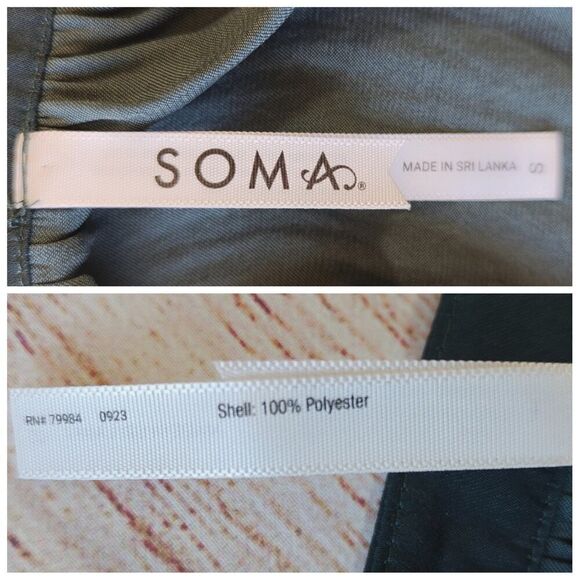 SOMA®
MADE IN SRI LANKA S
RN# 79984 0923
Shell: 100% Polyester